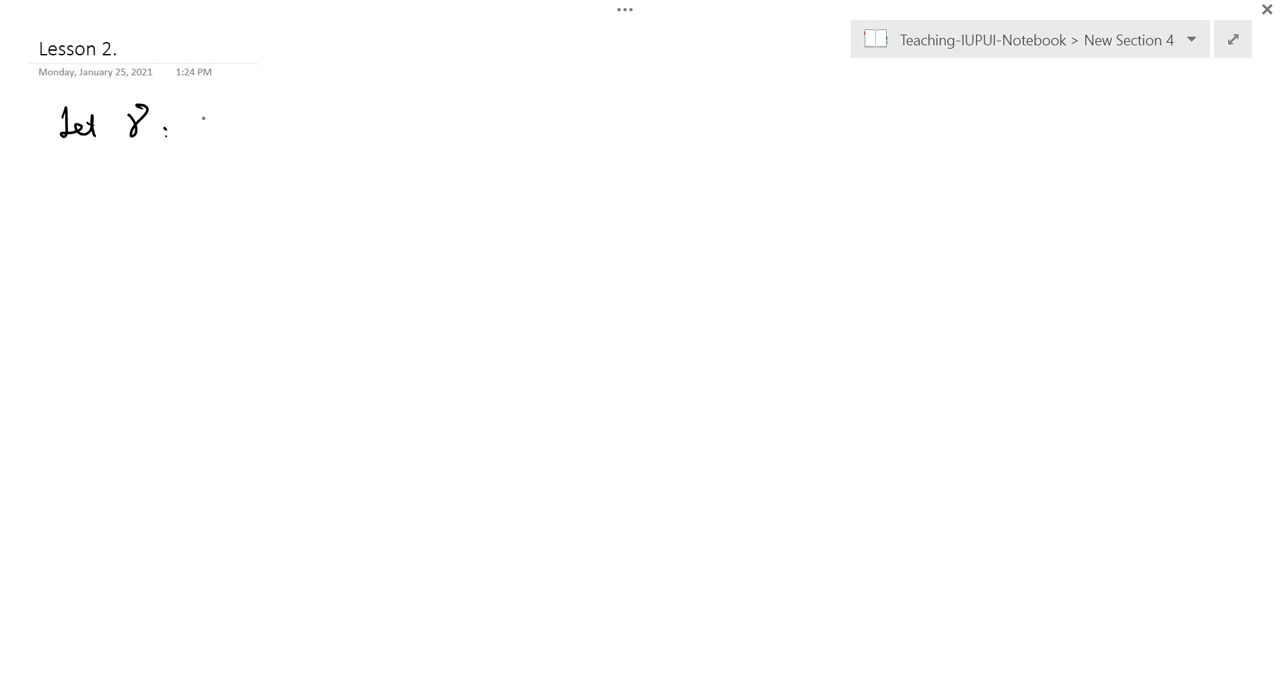 Teaching-IUPUI-Notebook > New Section 4
Lesson 2.
Monday, January 25, 2021 1:24 PM
Let γ :